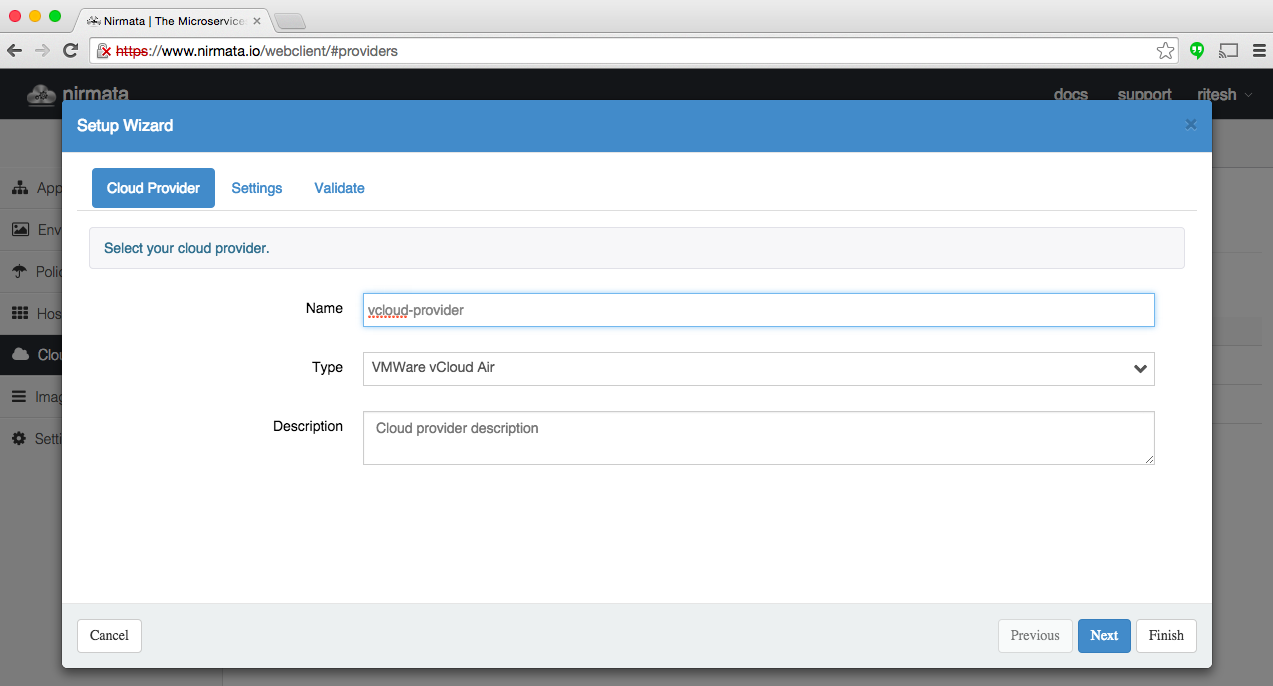 Nirmata | The Microservice
https://www.nirmata.io/webclient/#providers
nirmata docs support ritesh
Setup Wizard
Cloud Provider Settings Validate
Select your cloud provider.
App
Env
Polic
Hos
Clou
Imag
Setti
Name vcloud-provider
Type VMWare vCloud Air
Description Cloud provider description
Cancel Previous Next Finish